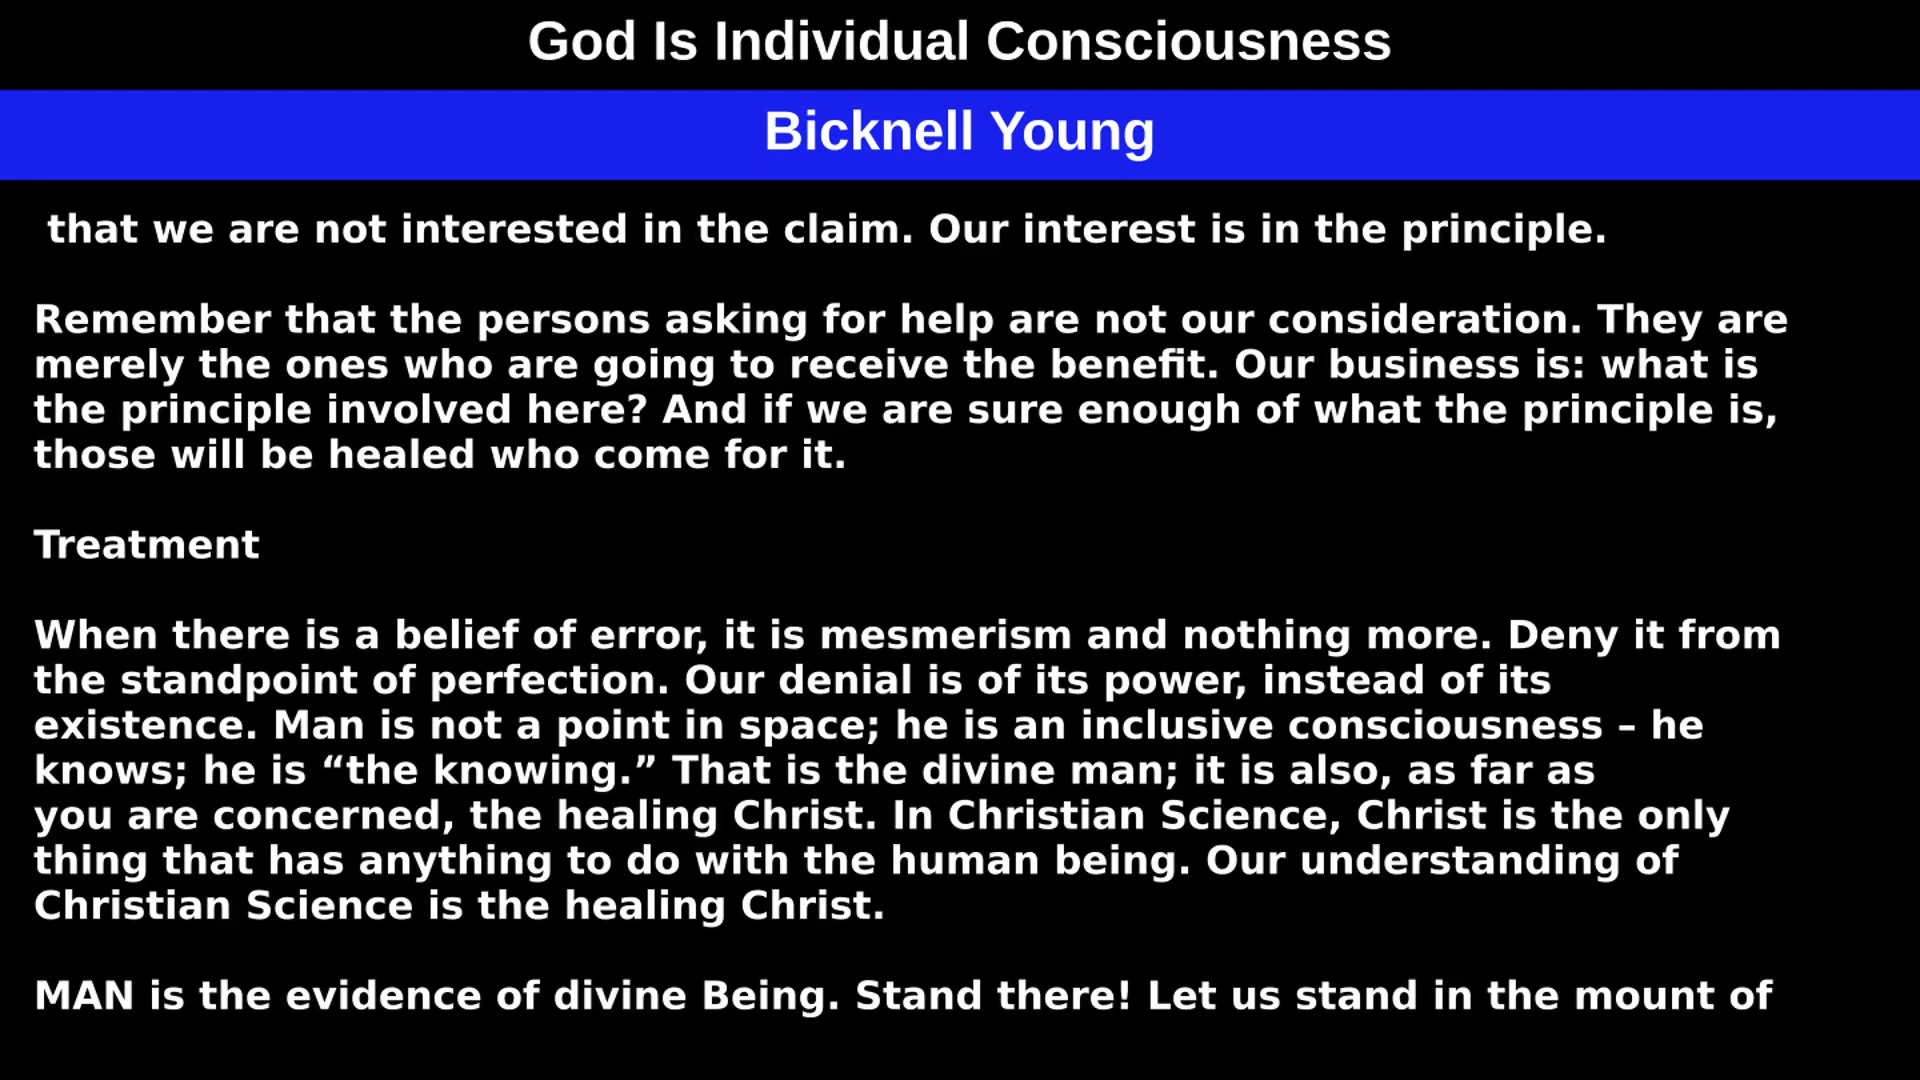 God Is Individual Consciousness
Bicknell Young
that we are not interested in the claim. Our interest is in the principle.
Remember that the persons asking for help are not our consideration. They are
merely the ones who are going to receive the benefit. Our business is: what is
the principle involved here? And if we are sure enough of what the principle is,
those will be healed who come for it.
Treatment
When there is a belief of error, it is mesmerism and nothing more. Deny it from
the standpoint of perfection. Our denial is of its power, instead of its
existence. Man is not a point in space; he is an inclusive consciousness – he
knows; he is “the knowing.” That is the divine man; it is also, as far as
you are concerned, the healing Christ. In Christian Science, Christ is the only
thing that has anything to do with the human being. Our understanding of
Christian Science is the healing Christ.
MAN is the evidence of divine Being. Stand there! Let us stand in the mount of